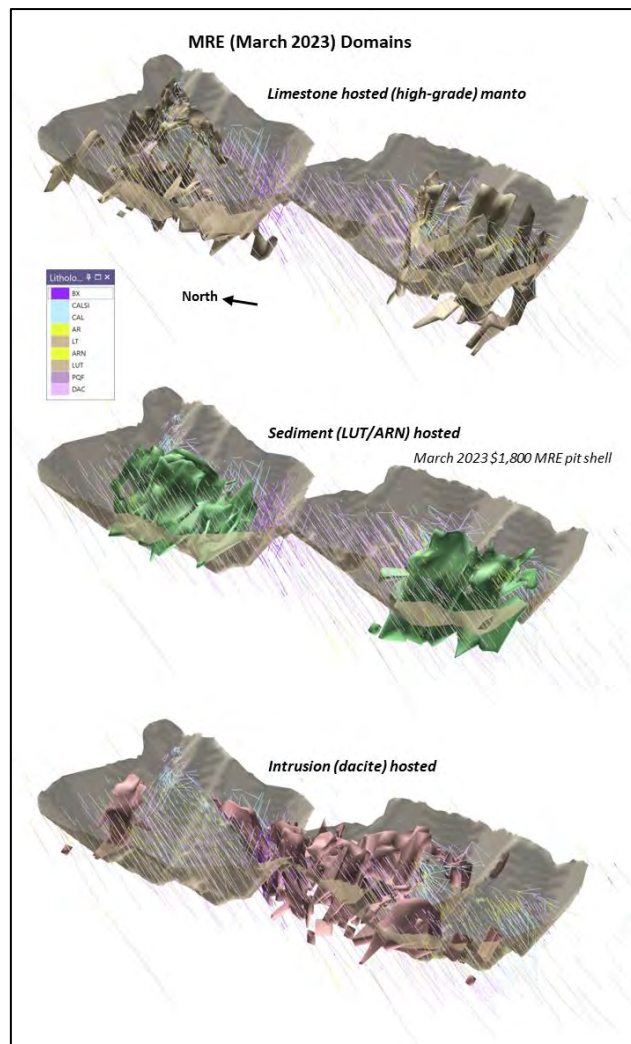 MRE (March 2023) Domains
Limestone hosted (high-grade) manto
Litholo...
BX
CALSI
CAL
AR
LT
ARN
LUT
PQF
DAC
North
Sediment (LUT/ARN) hosted
March 2023 $1,800 MRE pit shell
Intrusion (dacite) hosted